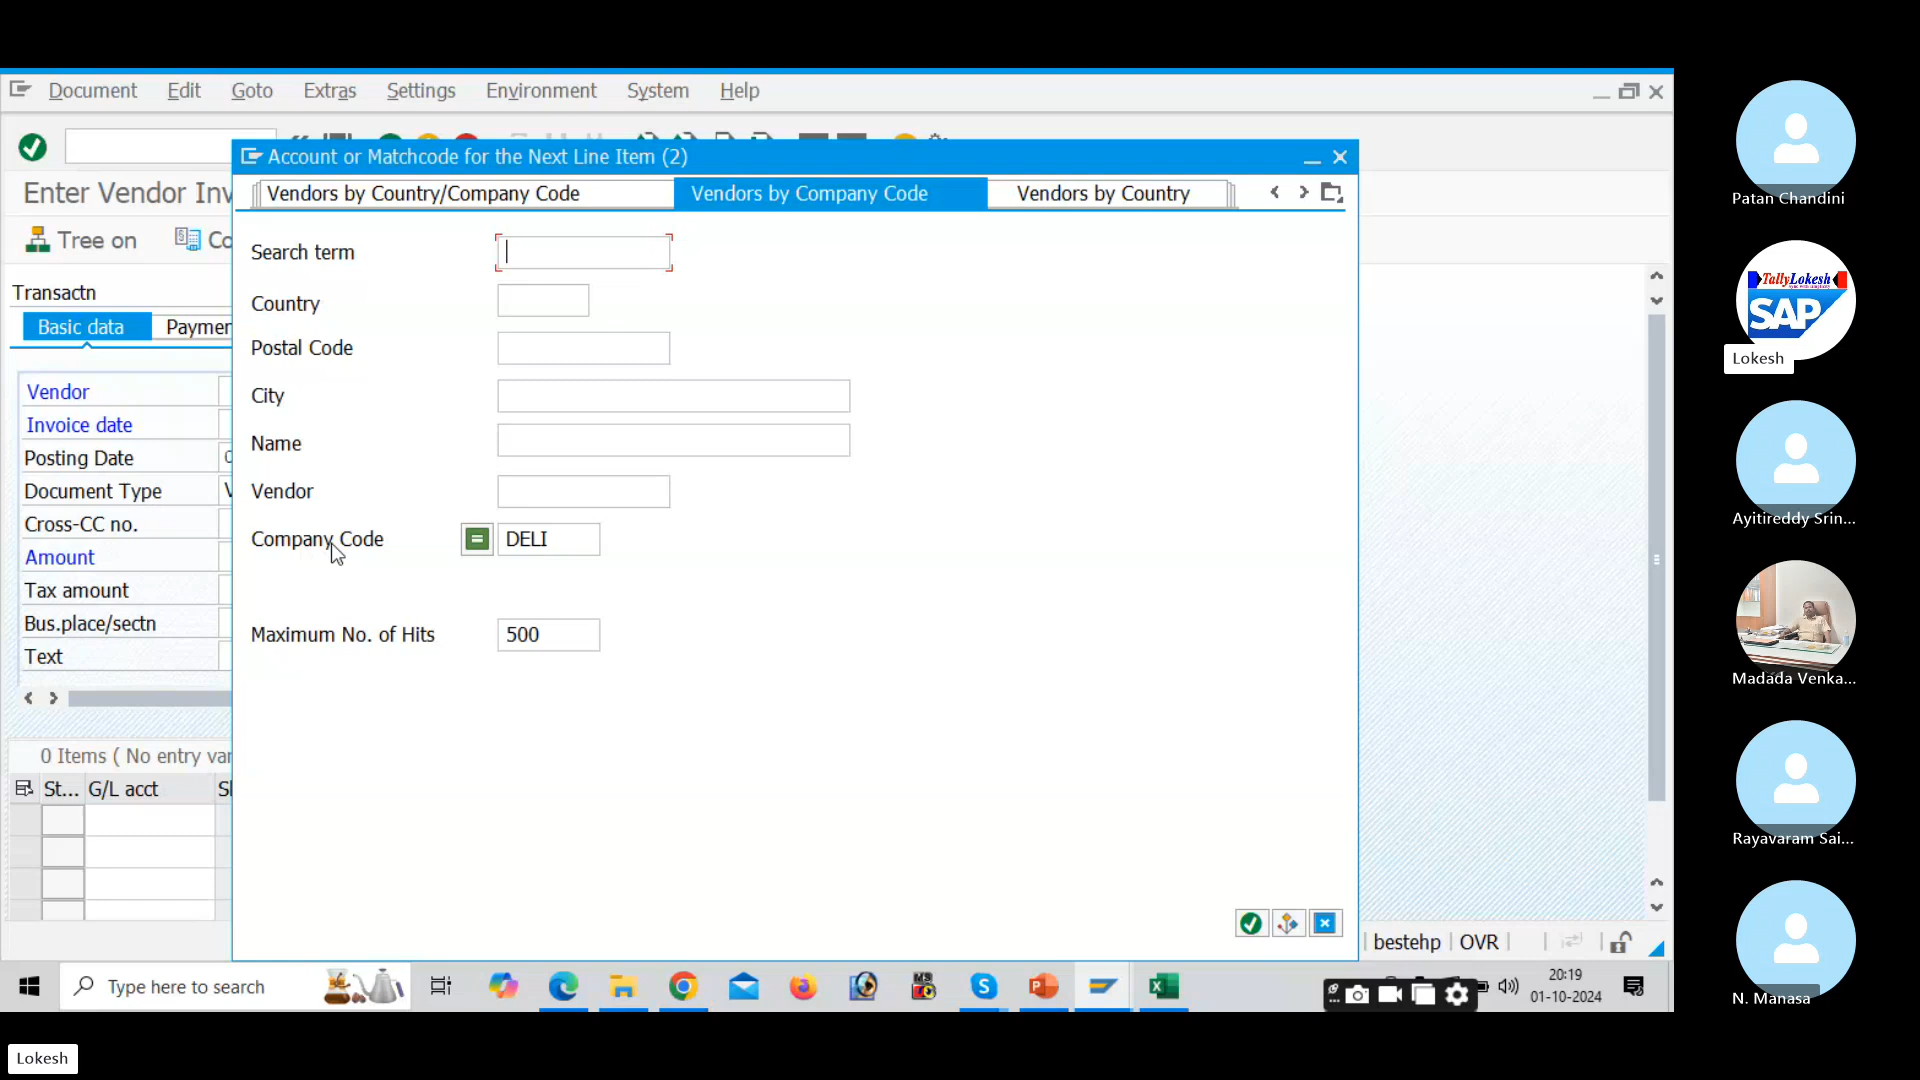 Document Edit Goto Extras Settings Environment System Help
Enter Vendor Inv
Tree on Co
Transactn
Basic data Paymer
Vendor
Invoice date
Posting Date
Document Type V
Cross-CC no.
Amount
Tax amount
Bus.place/sectn
Text
0 Items ( No entry var
St... G/L acct
Account or Matchcode for the Next Line Item (2)
Vendors by Country/Company Code Vendors by Company Code Vendors by Country
Search term
Country
Postal Code
City
Name
Vendor
Company Code = DELI
Maximum No. of Hits 500
bestehp OVR
Type here to search
20:19
01-10-2024
Patan Chandini
TallyLokesh
SAP
Lokesh
Ayitireddy Srin...
Madada Venka...
Rayavaram Sai...
N. Manasa
Lokesh